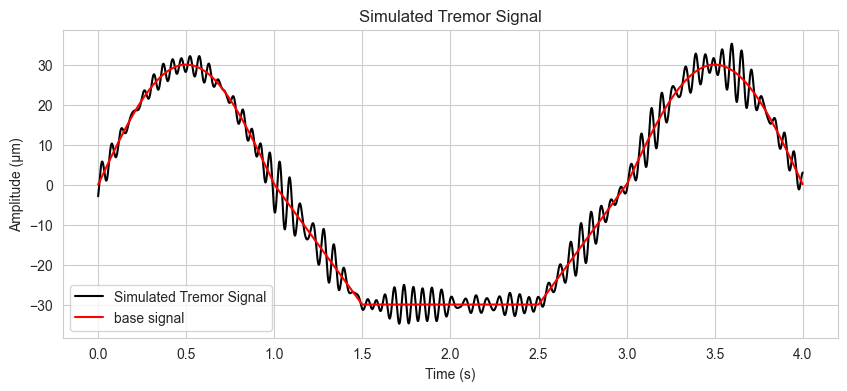 Simulated Tremor Signal
Amplitude (μm)
30
20
10
0
−10
−20
−30
Simulated Tremor Signal
base signal
0.0 0.5 1.0 1.5 2.0 2.5 3.0 3.5 4.0
Time (s)